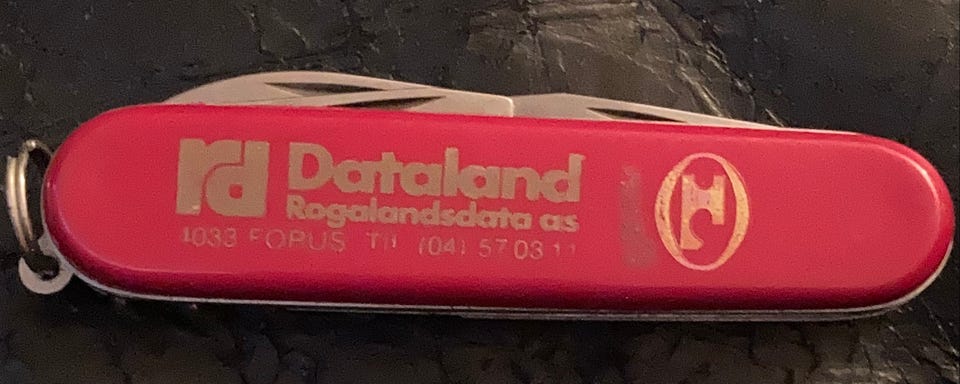 rd Dataland
Rogalandsdata as
4033 FORUS Tlf. (04) 57 03 11